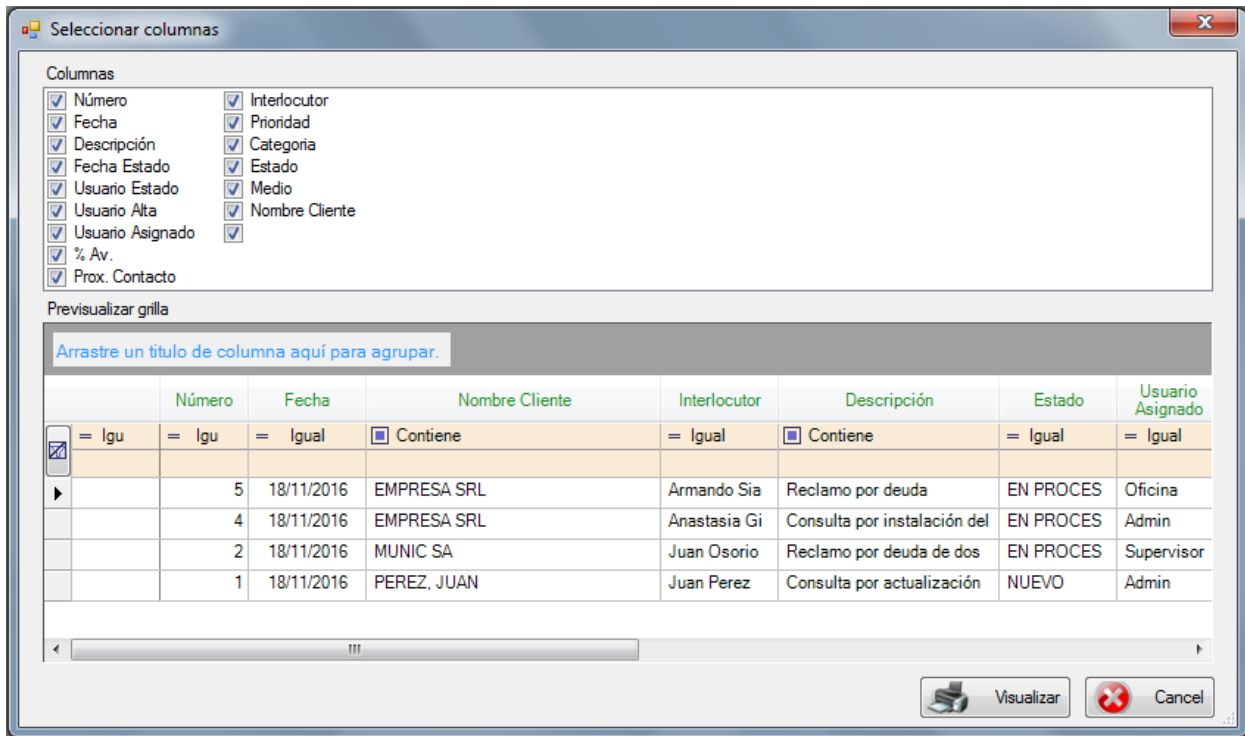 Seleccionar columnas
Columnas
Número Interlocutor
Fecha Prioridad
Descripción Categoria
Fecha Estado Estado
Usuario Estado Medio
Usuario Alta Nombre Cliente
Usuario Asignado
% Av.
Prox. Contacto
Previsualizar grilla
Arrastre un titulo de columna aquí para agrupar.
Número Fecha Nombre Cliente Interlocutor Descripción Estado Usuario Asignado
= Igu = Igu = Igual Contiene = Igual Contiene = Igual = Igual
5 18/11/2016 EMPRESA SRL Armando Sia Reclamo por deuda EN PROCES Oficina
4 18/11/2016 EMPRESA SRL Anastasia Gi Consulta por instalación del EN PROCES Admin
2 18/11/2016 MUNIC SA Juan Osorio Reclamo por deuda de dos EN PROCES Supervisor
1 18/11/2016 PEREZ, JUAN Juan Perez Consulta por actualización NUEVO Admin
Visualizar Cancel